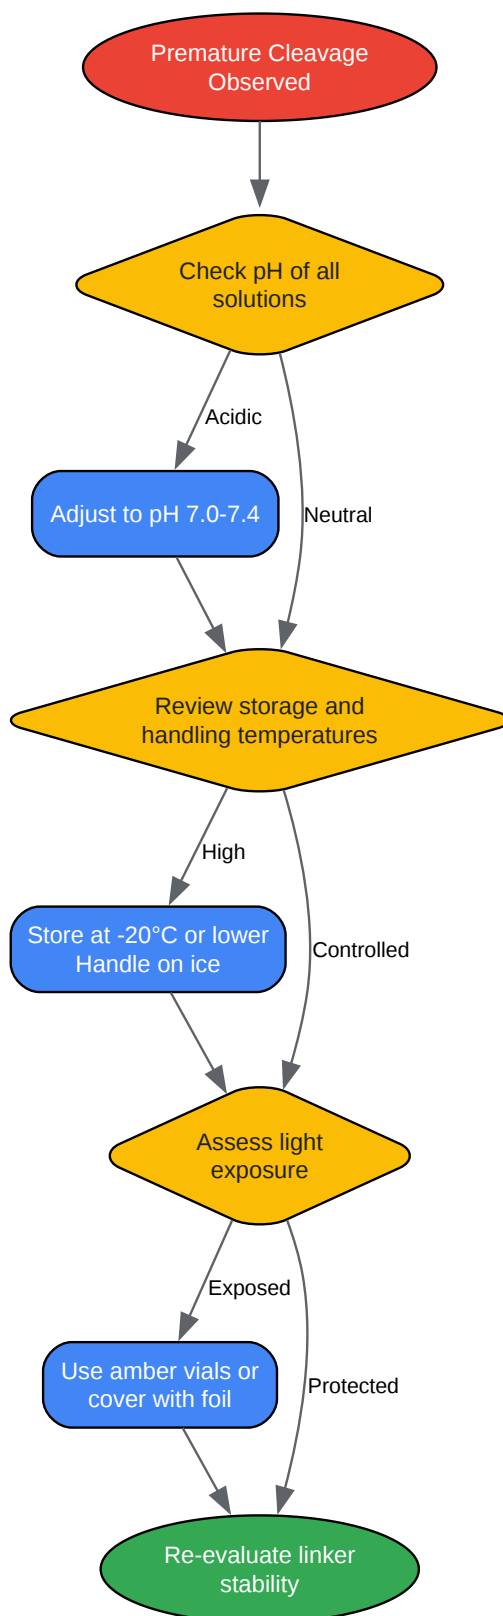 Premature Cleavage
Observed
Check pH of all
solutions
Acidic
Adjust to pH 7.0-7.4
Neutral
Review storage and
handling temperatures
High
Store at -20°C or lower
Handle on ice
Controlled
Assess light
exposure
Exposed
Use amber vials or
cover with foil
Protected
Re-evaluate linker
stability